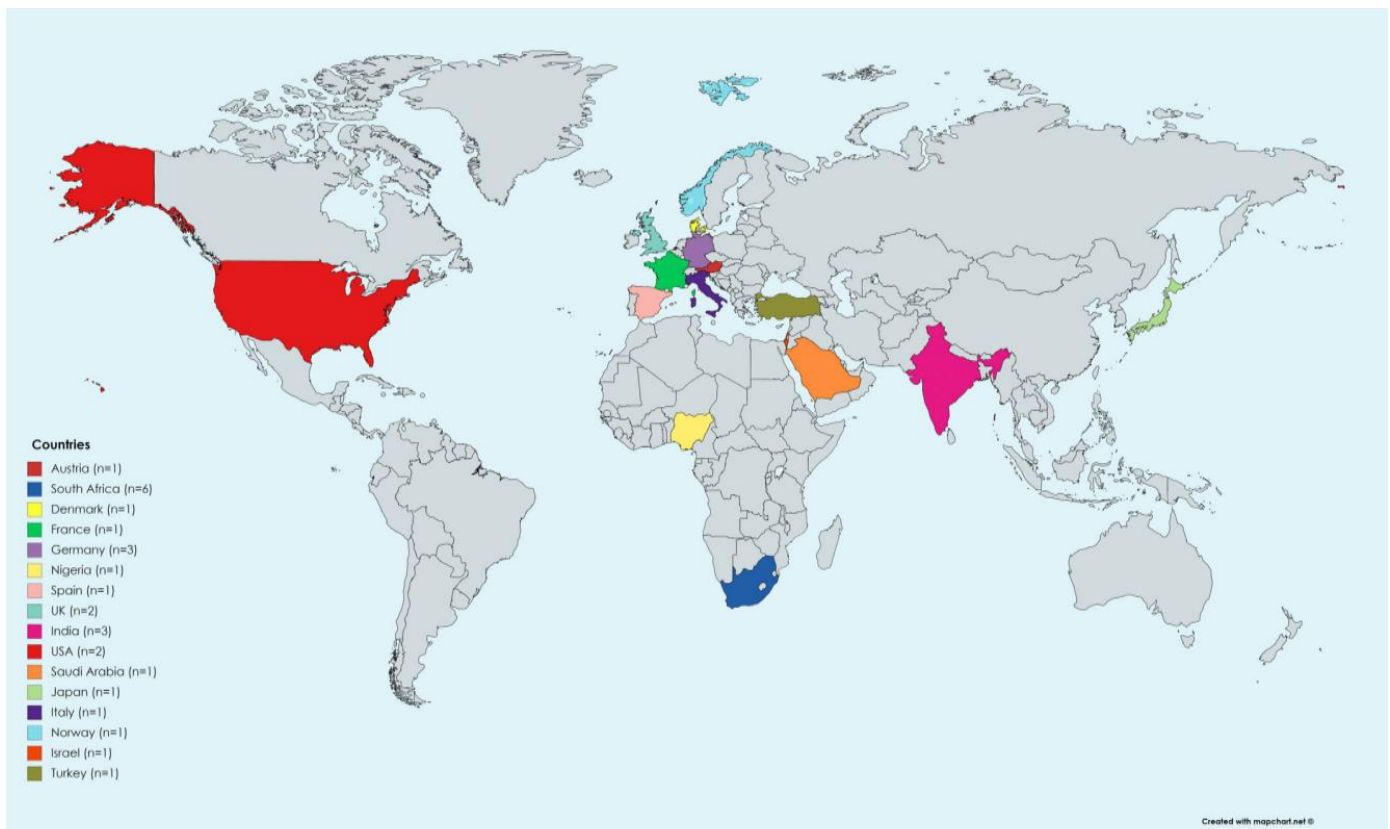 Countries
Austria (n=1)
South Africa (n=6)
Denmark (n=1)
France (n=1)
Germany (n=3)
Nigeria (n=1)
Spain (n=1)
UK (n=2)
India (n=3)
USA (n=2)
Saudi Arabia (n=1)
Japan (n=1)
Italy (n=1)
Norway (n=1)
Israel (n=1)
Turkey (n=1)
Created with mapchart.net ©